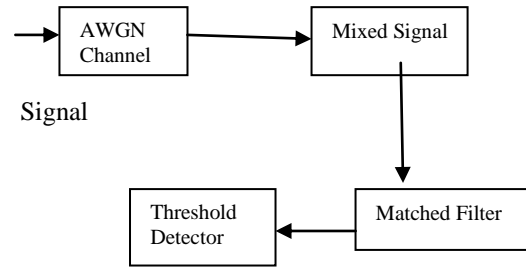 AWGN
Channel
Mixed Signal
Signal
Threshold
Detector
Matched Filter